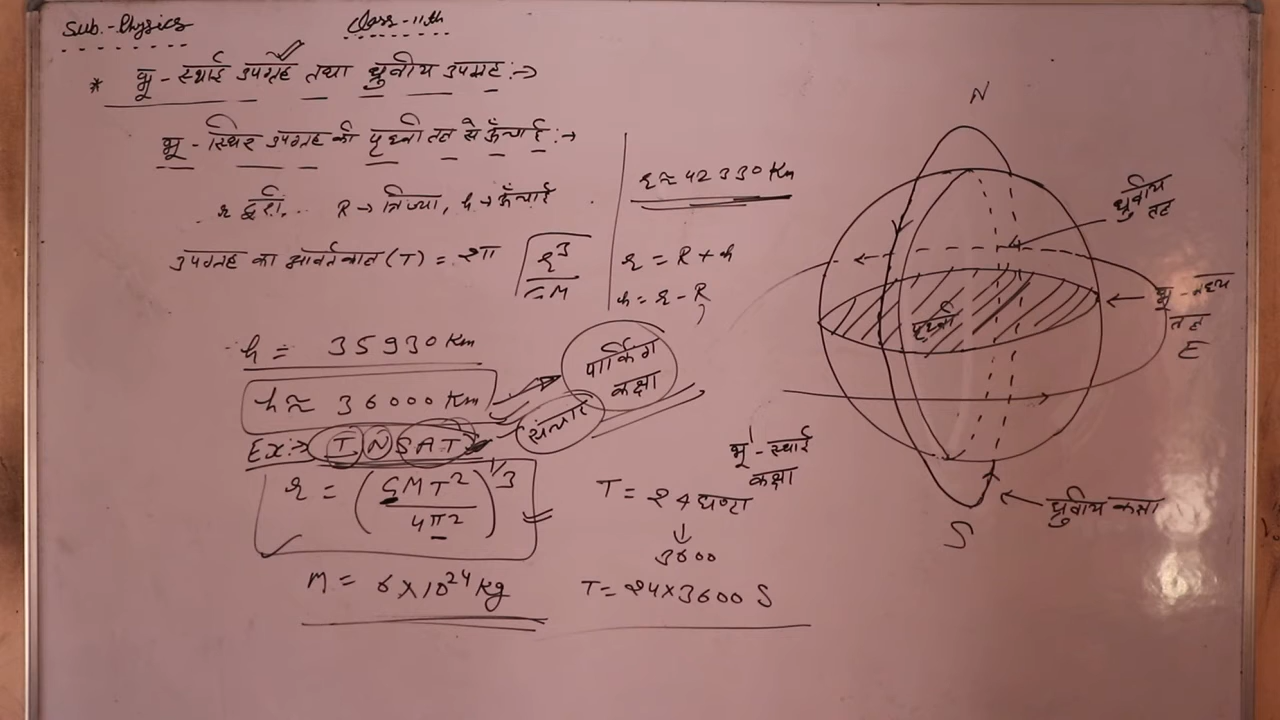 Sub.-Physics
Class-11th
* भू-स्थाई उपग्रह तथा ध्रुवीय उपग्रह :→
भू-स्थिर उपग्रह की पृथ्वी तल से ऊँचाई :→
R → त्रिज्या, h → ऊँचाई
उपग्रह का आवर्तकाल (T) = 2π √(r³/GM)
r ≈ 42330 Km
r = R + h
h = r - R
h = 35930 Km
h ≈ 36000 Km
पार्किंग
कक्षा
संचार
Ex:→ INSAT
r = (GMT²/4π²)^1/3
M = 6×10²⁴ Kg
T = 24 घण्टा
↓
3600
T = 24×3600 S
भू-स्थाई
कक्षा
N
ध्रुवीय
तल
पृथ्वी
भू-मध्य
तल
E
ध्रुवीय कक्षा
S